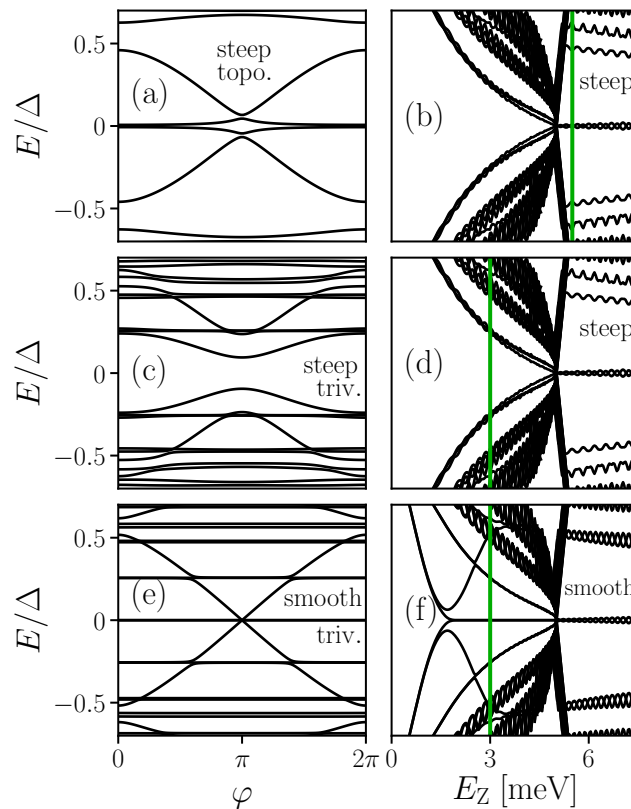 E/Δ
0.5
0
−0.5
steep
topo.
(a)
(b)
steep
E/Δ
0.5
0
−0.5
(c)
steep
triv.
(d)
steep
E/Δ
0.5
0
−0.5
(e)
smooth
triv.
(f)
smooth
0
π
2π
φ
0
3
6
E_Z [meV]